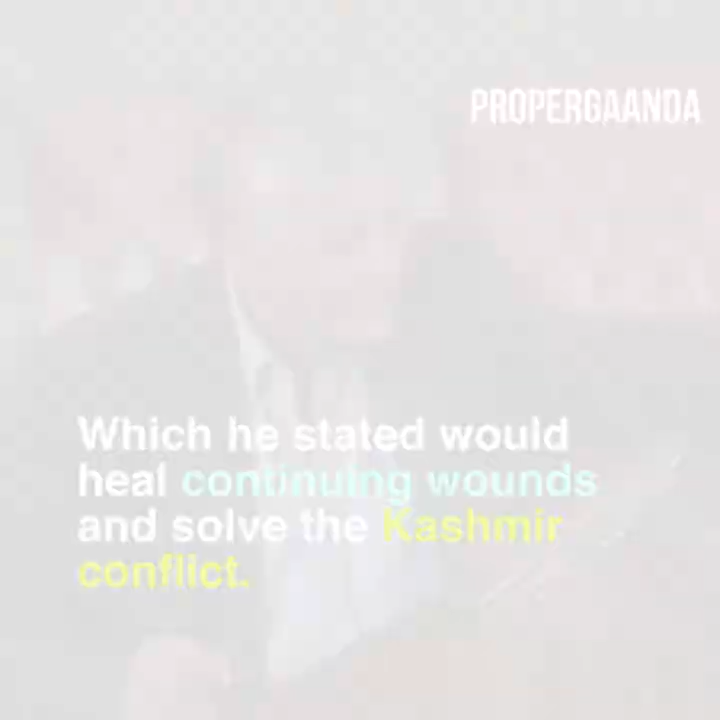 PROPERGAANDA
Which he stated would
heal continuing wounds
and solve the Kashmir
conflict.